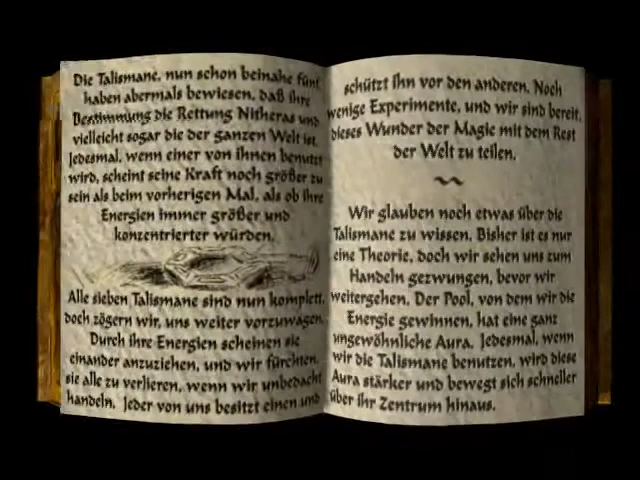 Die Talismane, nun schon beinahe fünf
haben abermals bewiesen, daß ihre
Bestimmung die Rettung Nitheras und
vielleicht sogar die der ganzen Welt ist.
Jedesmal, wenn einer von ihnen benutzt
wird, scheint seine Kraft noch größer zu
sein als beim vorherigen Mal, als ob ihre
Energien immer größer und
konzentrierter würden.
Alle sieben Talismane sind nun komplett,
doch zögern wir, uns weiter vorzuwagen.
Durch ihre Energien scheinen sie
einander anzuziehen, und wir fürchten,
sie alle zu verlieren, wenn wir unbedacht
handeln. Jeder von uns besitzt einen und
schützt ihn vor den anderen. Noch
wenige Experimente, und wir sind bereit,
dieses Wunder der Magie mit dem Rest
der Welt zu teilen.
Wir glauben noch etwas über die
Talismane zu wissen. Bisher ist es nur
eine Theorie, doch wir sehen uns zum
Handeln gezwungen, bevor wir
weitergehen. Der Pool, von dem wir die
Energie gewinnen, hat eine ganz
ungewöhnliche Aura. Jedesmal, wenn
wir die Talismane benutzen, wird diese
Aura stärker und bewegt sich schneller
über ihr Zentrum hinaus.